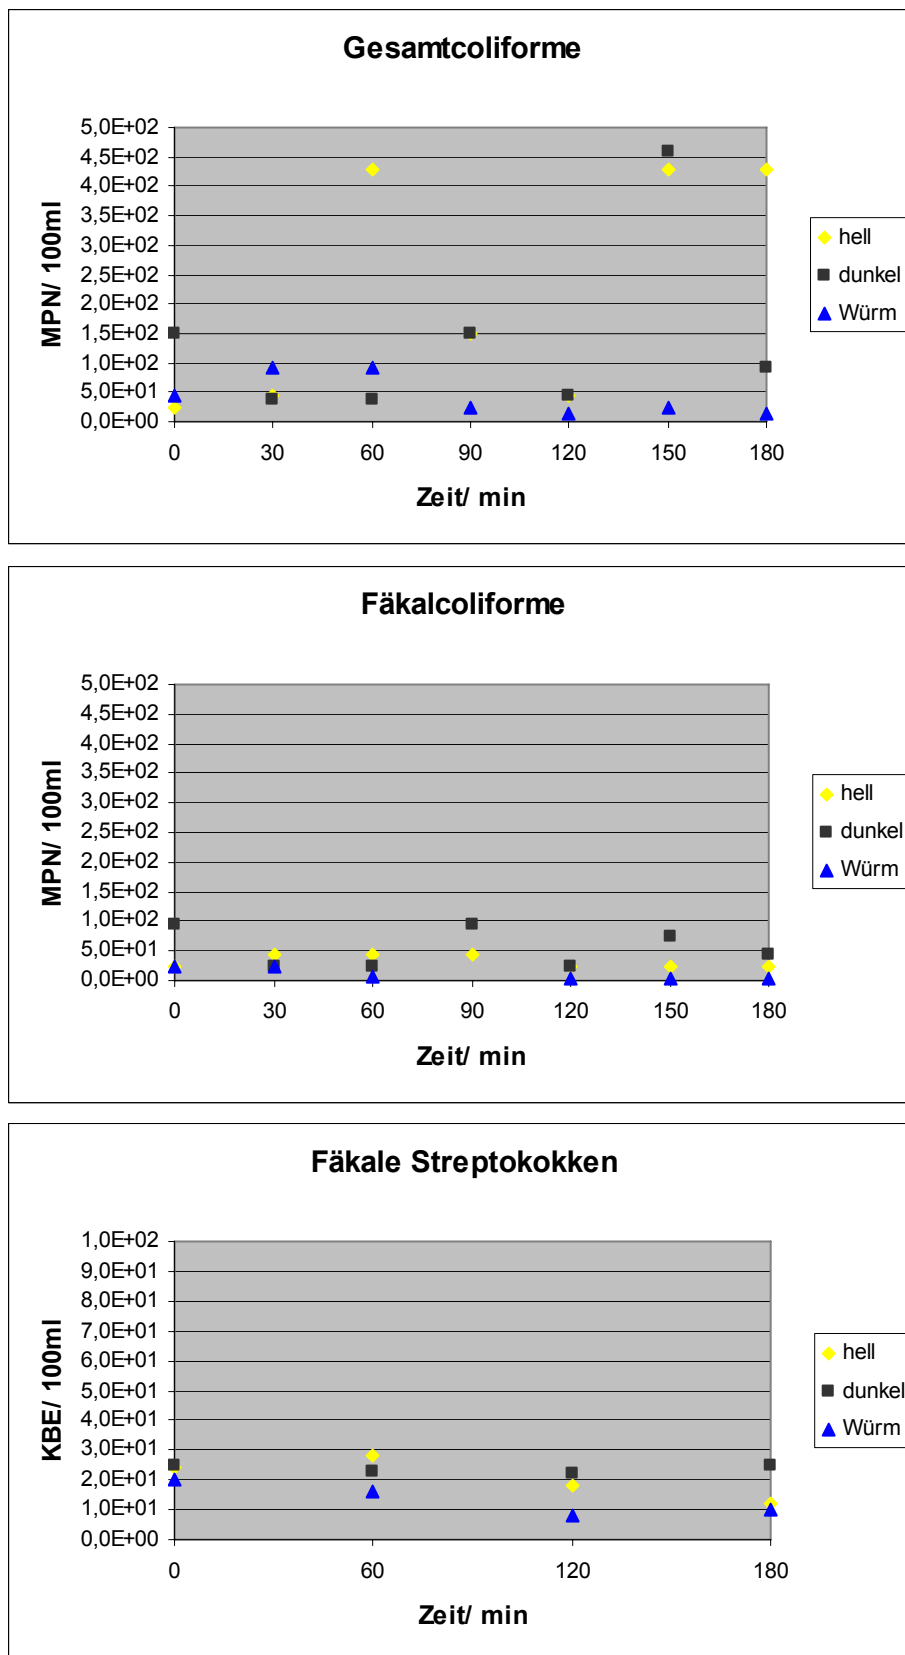 Gesamtcoliforme
5,0E+02
4,5E+02
4,0E+02
3,5E+02
3,0E+02
2,5E+02
2,0E+02
1,5E+02
1,0E+02
5,0E+01
0,0E+00
MPN/ 100ml
0 30 60 90 120 150 180
Zeit/ min
hell
dunkel
Würm
Fäkalcoliforme
5,0E+02
4,5E+02
4,0E+02
3,5E+02
3,0E+02
2,5E+02
2,0E+02
1,5E+02
1,0E+02
5,0E+01
0,0E+00
MPN/ 100ml
0 30 60 90 120 150 180
Zeit/ min
hell
dunkel
Würm
Fäkale Streptokokken
1,0E+02
9,0E+01
8,0E+01
7,0E+01
6,0E+01
5,0E+01
4,0E+01
3,0E+01
2,0E+01
1,0E+01
0,0E+00
KBE/ 100ml
0 60 120 180
Zeit/ min
hell
dunkel
Würm